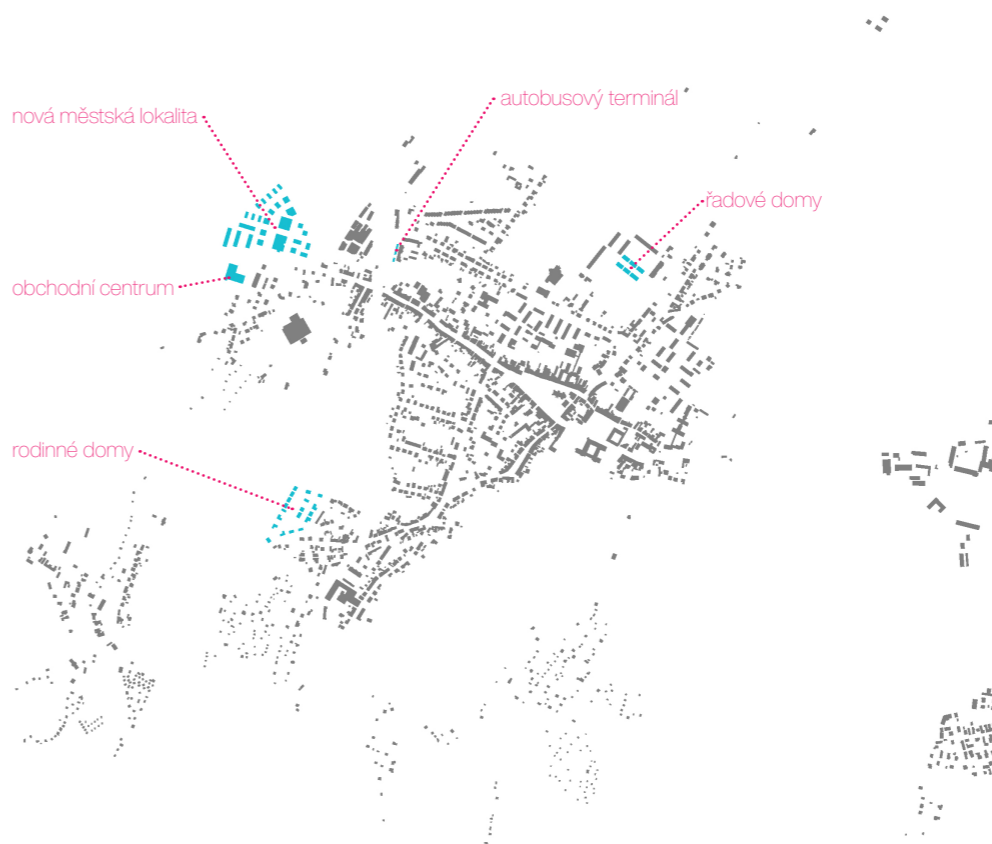 autobusový terminál
nová městská lokalita
řadové domy
obchodní centrum
rodinné domy